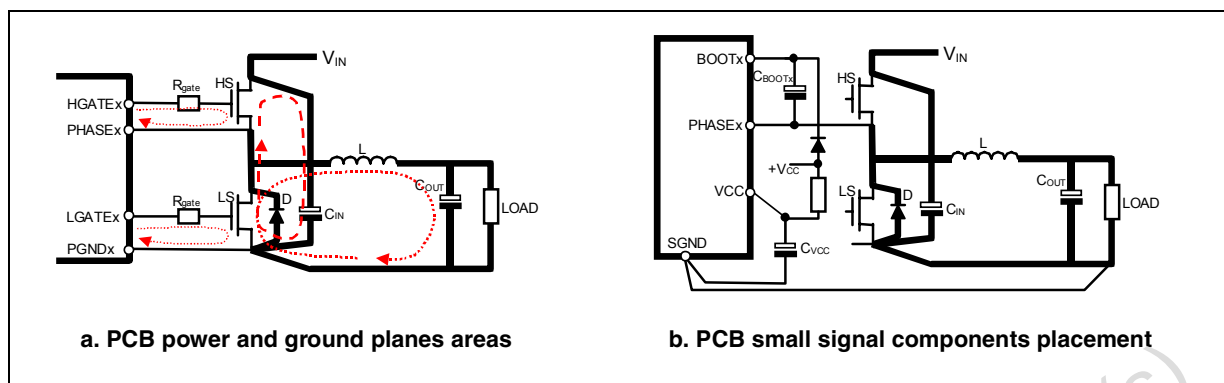 VIN
HS
Rgate
HGATEx
PHASEx
L
COUT
LS
Rgate
D
LGATEx
CIN
LOAD
PGNDx
a. PCB power and ground planes areas
VIN
BOOTx
CBOOTx
HS
PHASEx
L
+VCC
VCC
LS
COUT
D
CIN
LOAD
SGND
CVCC
b. PCB small signal components placement